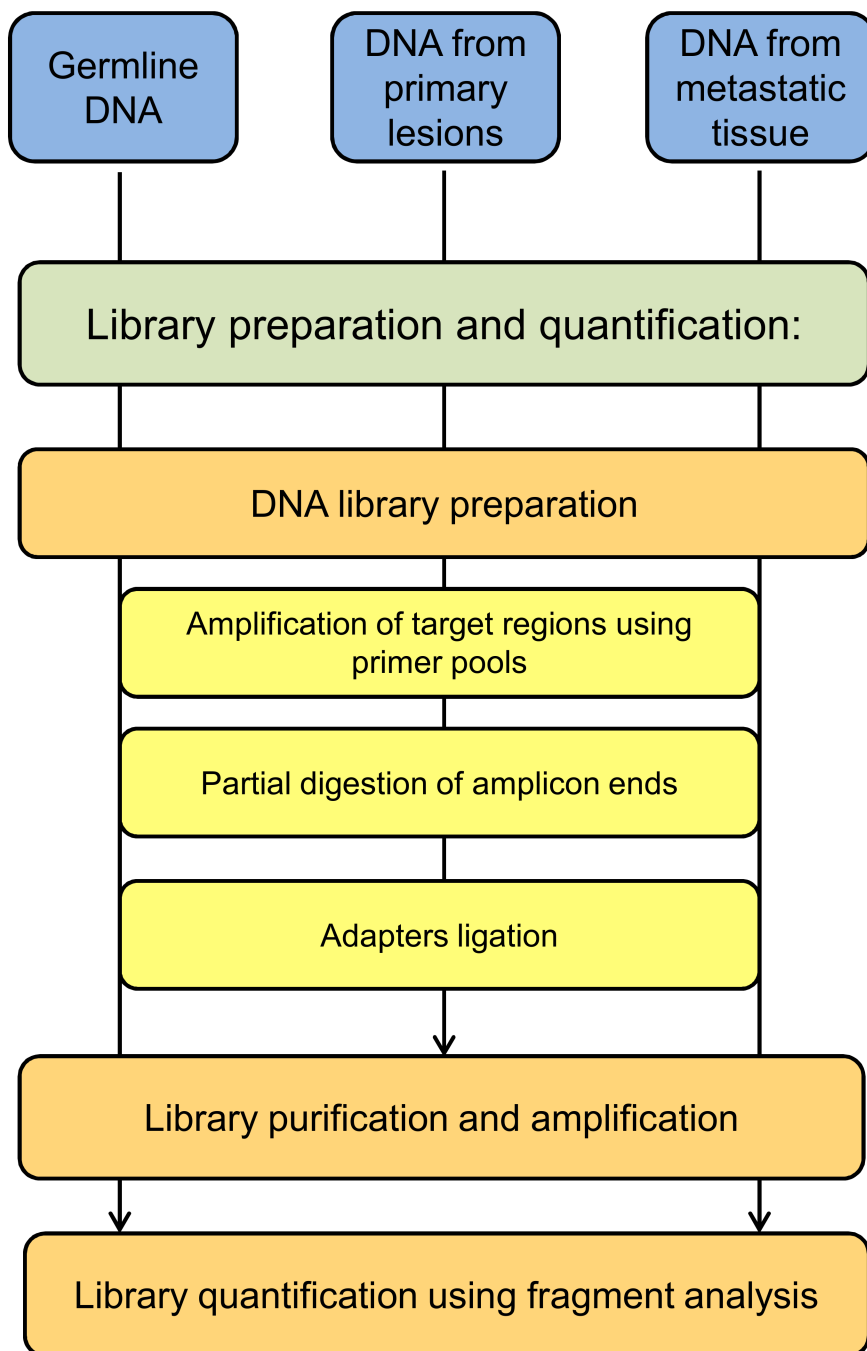 Germline
DNA
DNA from
primary
lesions
DNA from
metastatic
tissue
Library preparation and quantification:
DNA library preparation
Amplification of target regions using
primer pools
Partial digestion of amplicon ends
Adapters ligation
Library purification and amplification
Library quantification using fragment analysis